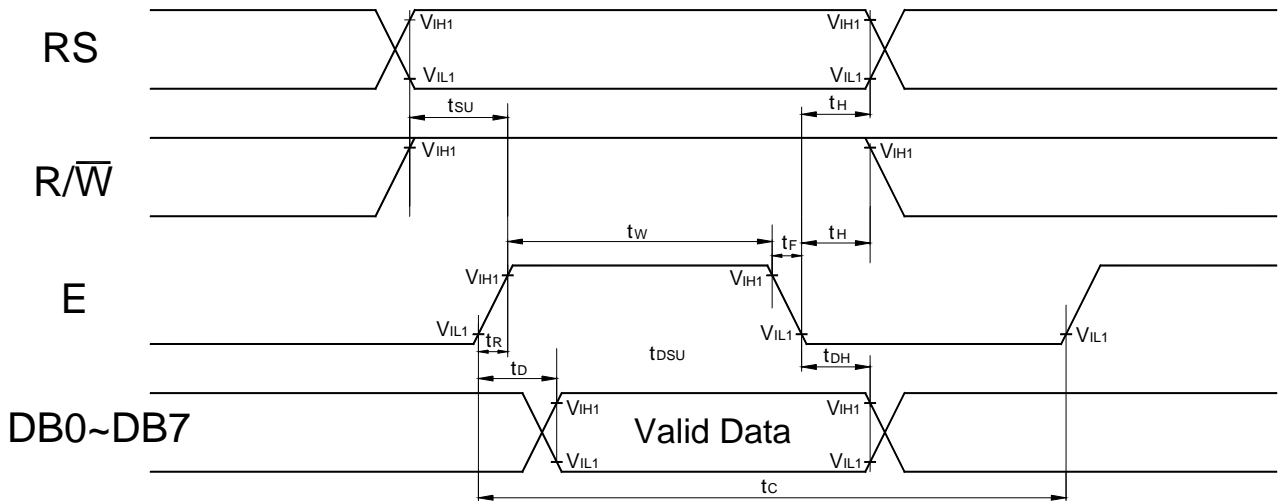 RS
VIH1
VIH1
VIL1
VIL1
tSU
tH
R/W̅
VIH1
VIH1
tW
tF
tH
E
VIH1
VIH1
VIL1
VIL1
VIL1
tR
tD
tDSU
tDH
DB0~DB7
VIH1
Valid Data
VIH1
VIL1
VIL1
tC